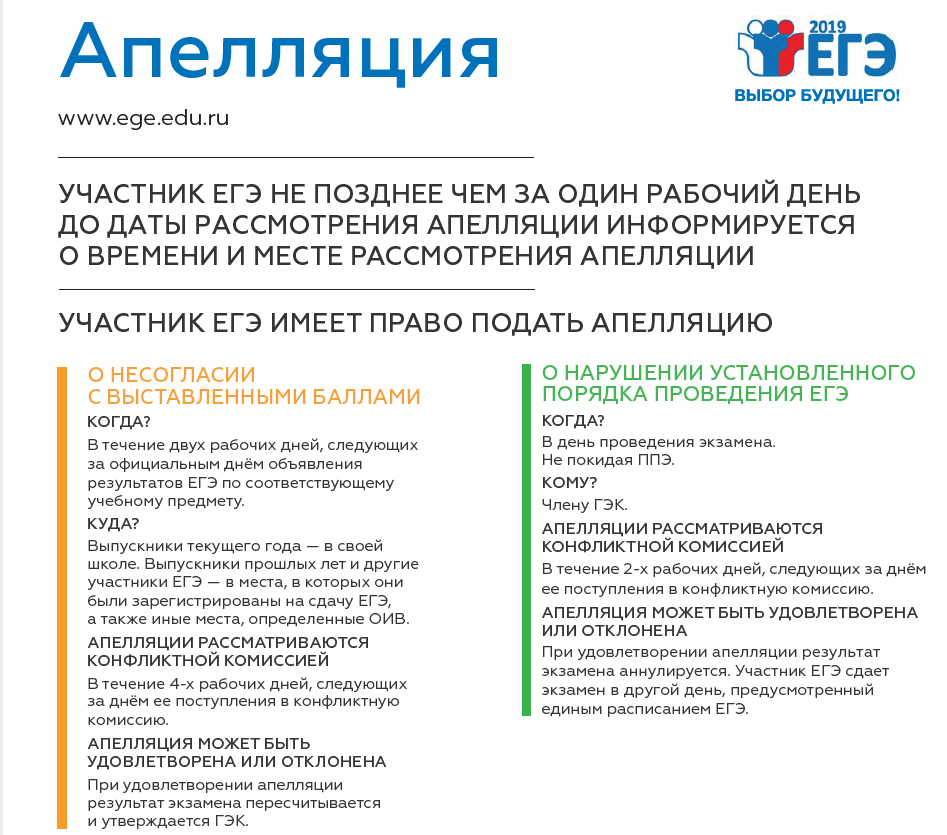 Апелляция
2019
ЕГЭ
ВЫБОР БУДУЩЕГО!
www.ege.edu.ru
УЧАСТНИК ЕГЭ НЕ ПОЗДНЕЕ ЧЕМ ЗА ОДИН РАБОЧИЙ ДЕНЬ
ДО ДАТЫ РАССМОТРЕНИЯ АПЕЛЛЯЦИИ ИНФОРМИРУЕТСЯ
О ВРЕМЕНИ И МЕСТЕ РАССМОТРЕНИЯ АПЕЛЛЯЦИИ
УЧАСТНИК ЕГЭ ИМЕЕТ ПРАВО ПОДАТЬ АПЕЛЛЯЦИЮ
О НЕСОГЛАСИИ
С ВЫСТАВЛЕННЫМИ БАЛЛАМИ
КОГДА?
В течение двух рабочих дней, следующих
за официальным днём объявления
результатов ЕГЭ по соответствующему
учебному предмету.
КУДА?
Выпускники текущего года — в своей
школе. Выпускники прошлых лет и другие
участники ЕГЭ — в места, в которых они
были зарегистрированы на сдачу ЕГЭ,
а также иные места, определенные ОИВ.
АПЕЛЛЯЦИИ РАССМАТРИВАЮТСЯ
КОНФЛИКТНОЙ КОМИССИЕЙ
В течение 4-х рабочих дней, следующих
за днём ее поступления в конфликтную
комиссию.
АПЕЛЛЯЦИЯ МОЖЕТ БЫТЬ
УДОВЛЕТВОРЕНА ИЛИ ОТКЛОНЕНА
При удовлетворении апелляции
результат экзамена пересчитывается
и утверждается ГЭК.
О НАРУШЕНИИ УСТАНОВЛЕННОГО
ПОРЯДКА ПРОВЕДЕНИЯ ЕГЭ
КОГДА?
В день проведения экзамена.
Не покидая ППЭ.
КОМУ?
Члену ГЭК.
АПЕЛЛЯЦИИ РАССМАТРИВАЮТСЯ
КОНФЛИКТНОЙ КОМИССИЕЙ
В течение 2-х рабочих дней, следующих за днём
ее поступления в конфликтную комиссию.
АПЕЛЛЯЦИЯ МОЖЕТ БЫТЬ УДОВЛЕТВОРЕНА
ИЛИ ОТКЛОНЕНА
При удовлетворении апелляции результат
экзамена аннулируется. Участник ЕГЭ сдает
экзамен в другой день, предусмотренный
единым расписанием ЕГЭ.